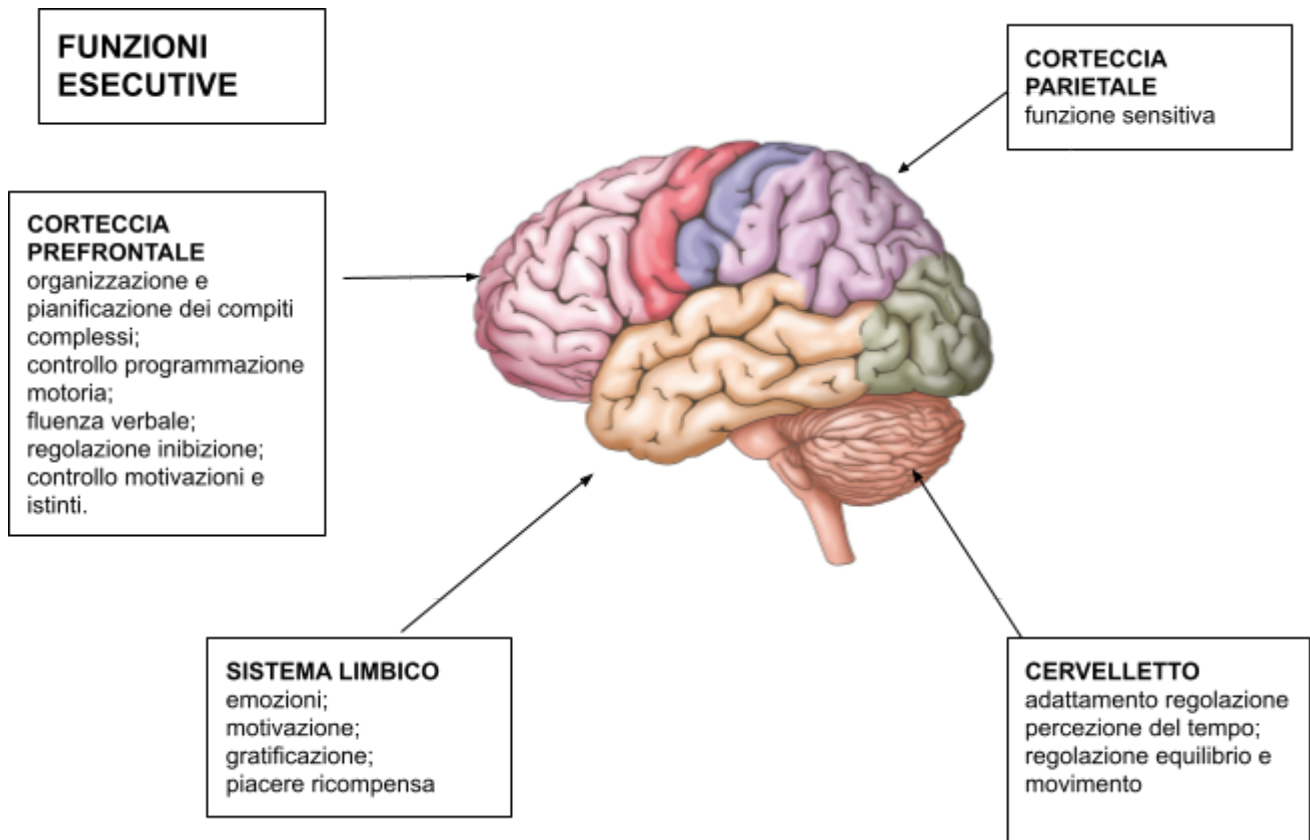 FUNZIONI
ESECUTIVE
CORTECCIA
PARIETALE
funzione sensitiva
CORTECCIA
PREFRONTALE
organizzazione e
pianificazione dei compiti
complessi;
controllo programmazione
motoria;
fluenza verbale;
regolazione inibizione;
controllo motivazioni e
istinti.
SISTEMA LIMBICO
emozioni;
motivazione;
gratificazione;
piacere ricompensa
CERVELLETTO
adattamento regolazione
percezione del tempo;
regolazione equilibrio e
movimento